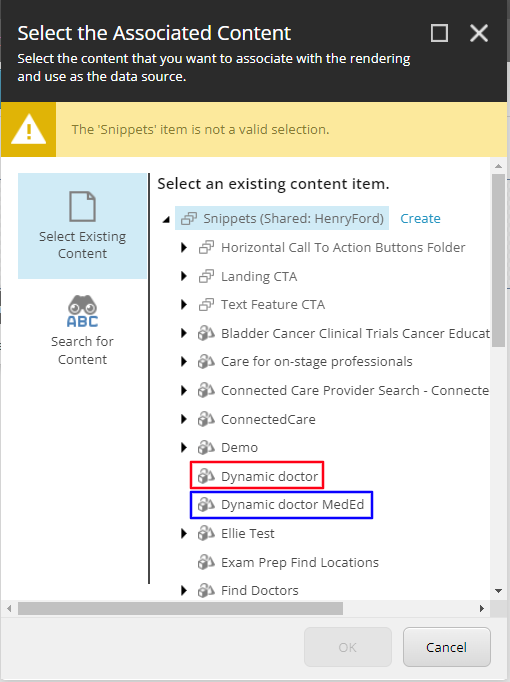 Select the Associated Content
Select the content that you want to associate with the rendering
and use as the data source.
The 'Snippets' item is not a valid selection.
Select Existing
Content
ABC
Search for
Content
Select an existing content item.
Snippets (Shared: HenryFord) Create
Horizontal Call To Action Buttons Folder
Landing CTA
Text Feature CTA
Bladder Cancer Clinical Trials Cancer Educat
Care for on-stage professionals
Connected Care Provider Search - Connecte
ConnectedCare
Demo
Dynamic doctor
Dynamic doctor MedEd
Ellie Test
Exam Prep Find Locations
Find Doctors
OK
Cancel